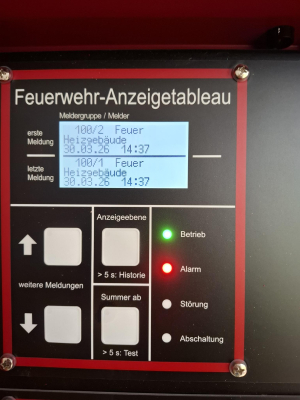 Feuerwehr-Anzeigetableau
Meldergruppe / Melder
erste
Meldung
100/2 Feuer
Heizgebäude
30.03.26 14:37
letzte
Meldung
100/1 Feuer
Heizgebäude
30.03.26 14:37
Anzeigeebene
> 5 s: Historie
weitere Meldungen
Summer ab
> 5 s: Test
Betrieb
Alarm
Störung
Abschaltung